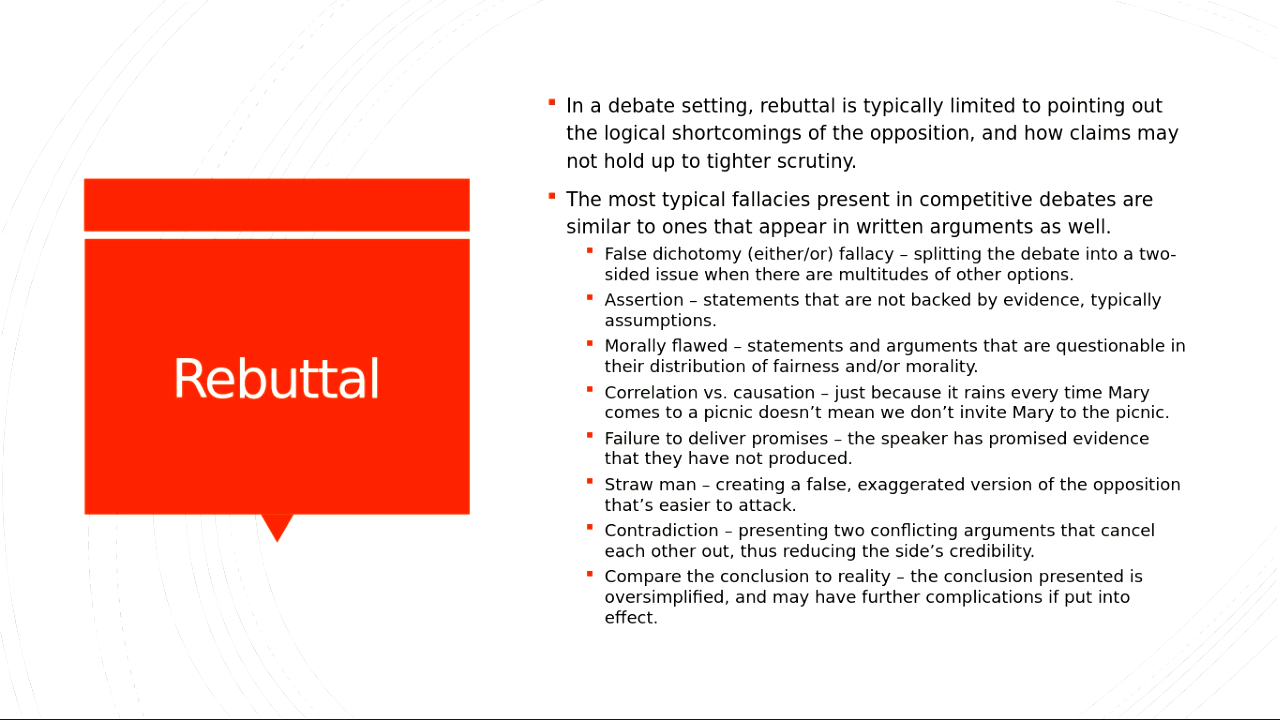 Rebuttal
In a debate setting, rebuttal is typically limited to pointing out
the logical shortcomings of the opposition, and how claims may
not hold up to tighter scrutiny.
The most typical fallacies present in competitive debates are
similar to ones that appear in written arguments as well.
False dichotomy (either/or) fallacy – splitting the debate into a two-
sided issue when there are multitudes of other options.
Assertion – statements that are not backed by evidence, typically
assumptions.
Morally flawed – statements and arguments that are questionable in
their distribution of fairness and/or morality.
Correlation vs. causation – just because it rains every time Mary
comes to a picnic doesn’t mean we don’t invite Mary to the picnic.
Failure to deliver promises – the speaker has promised evidence
that they have not produced.
Straw man – creating a false, exaggerated version of the opposition
that’s easier to attack.
Contradiction – presenting two conflicting arguments that cancel
each other out, thus reducing the side’s credibility.
Compare the conclusion to reality – the conclusion presented is
oversimplified, and may have further complications if put into
effect.